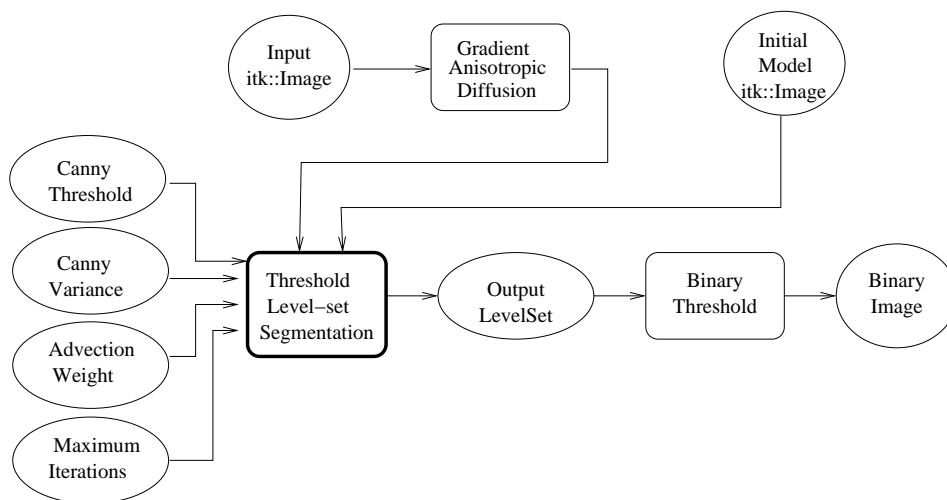 Input
itk::Image
Gradient
Anisotropic
Diffusion
Initial
Model
itk::Image
Canny
Threshold
Canny
Variance
Advection
Weight
Maximum
Iterations
Threshold
Level−set
Segmentation
Output
LevelSet
Binary
Threshold
Binary
Image